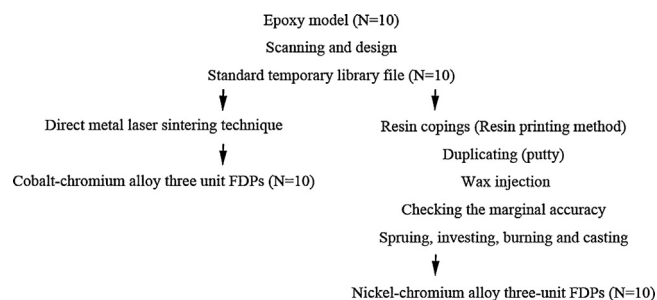 Epoxy model (N=10)
Scanning and design
Standard temporary library file (N=10)
Direct metal laser sintering technique
Cobalt-chromium alloy three unit FDPs (N=10)
Resin copings (Resin printing method)
Duplicating (putty)
Wax injection
Checking the marginal accuracy
Spruing, investing, burning and casting
Nickel-chromium alloy three-unit FDPs (N=10)